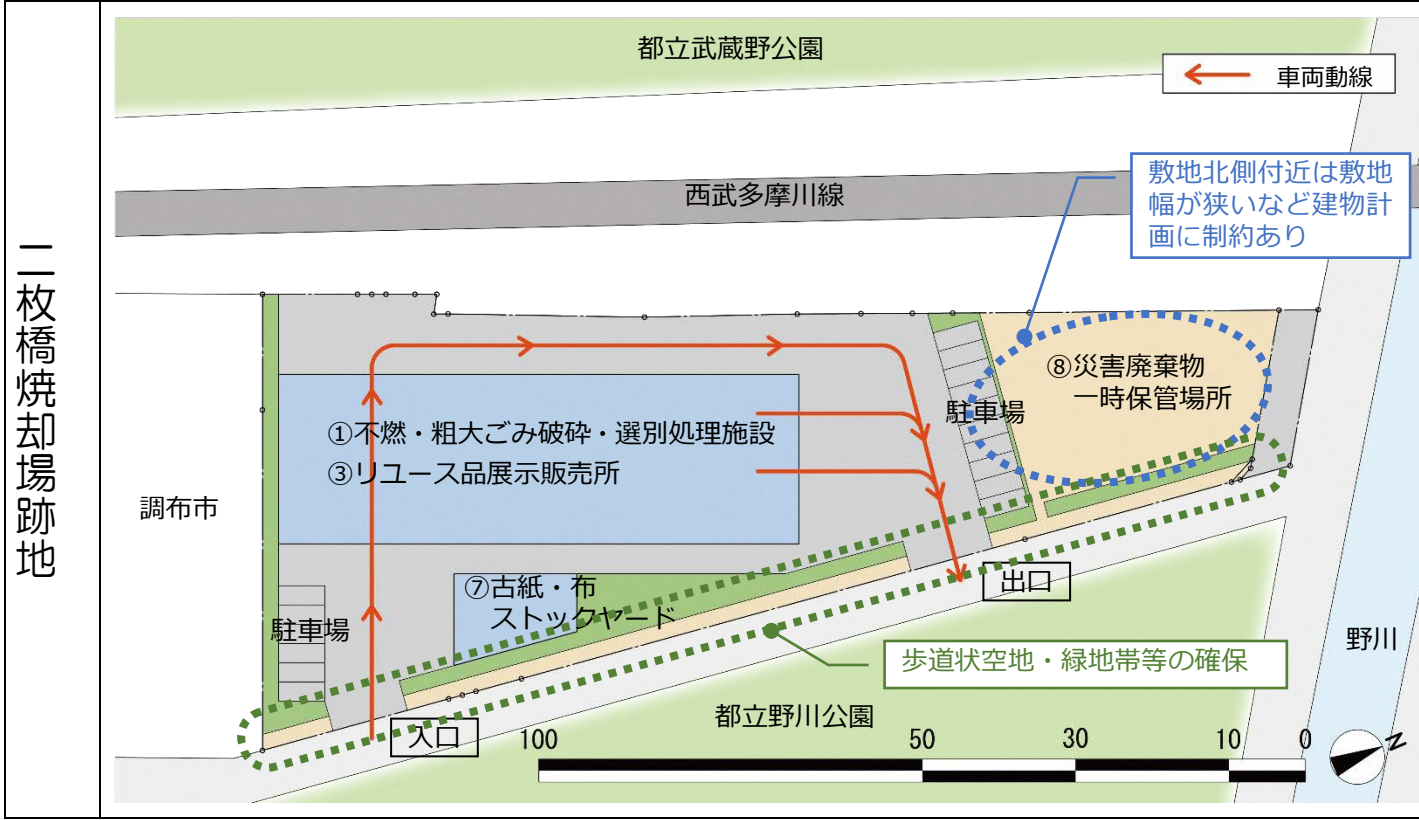 二枚橋焼却場跡地
都立武蔵野公園
車両動線
西武多摩川線
敷地北側付近は敷地
幅が狭いなど建物計
画に制約あり
⑧災害廃棄物
一時保管場所
駐車場
①不燃・粗大ごみ破砕・選別処理施設
③リユース品展示販売所
調布市
⑦古紙・布
ストックヤード
駐車場
出口
野川
歩道状空地・緑地帯等の確保
都立野川公園
入口
100 50 30 10 0
N